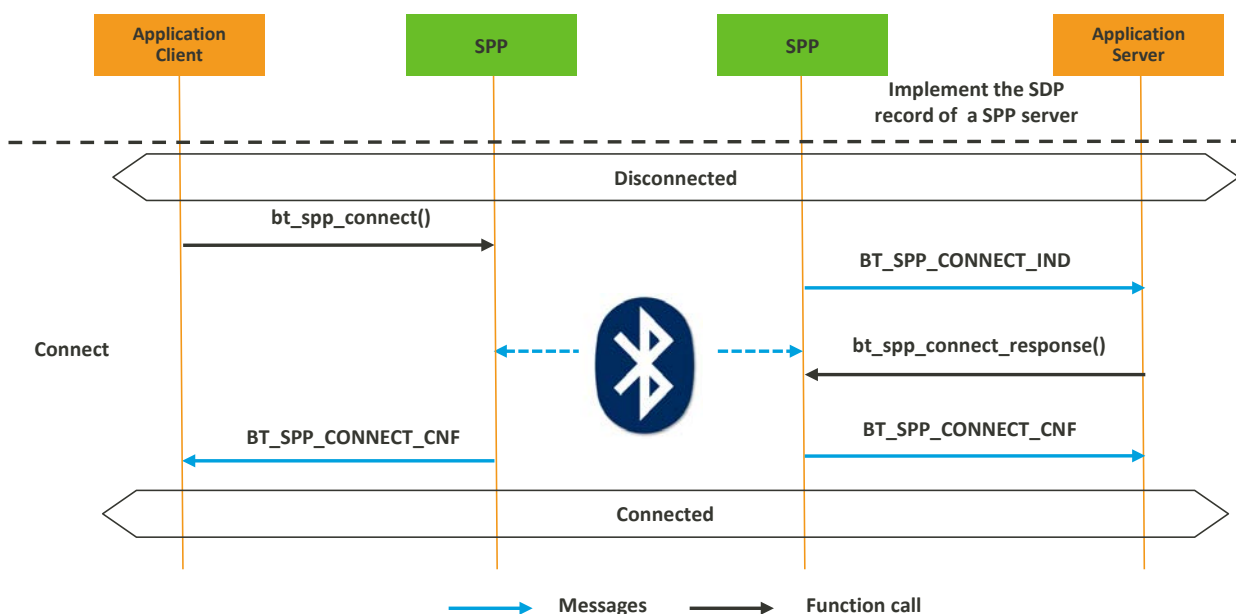 Application
Client
SPP
SPP
Application
Server
Implement the SDP
record of a SPP server
Disconnected
bt_spp_connect()
BT_SPP_CONNECT_IND
Connect
bt_spp_connect_response()
BT_SPP_CONNECT_CNF
BT_SPP_CONNECT_CNF
Connected
Messages
Function call